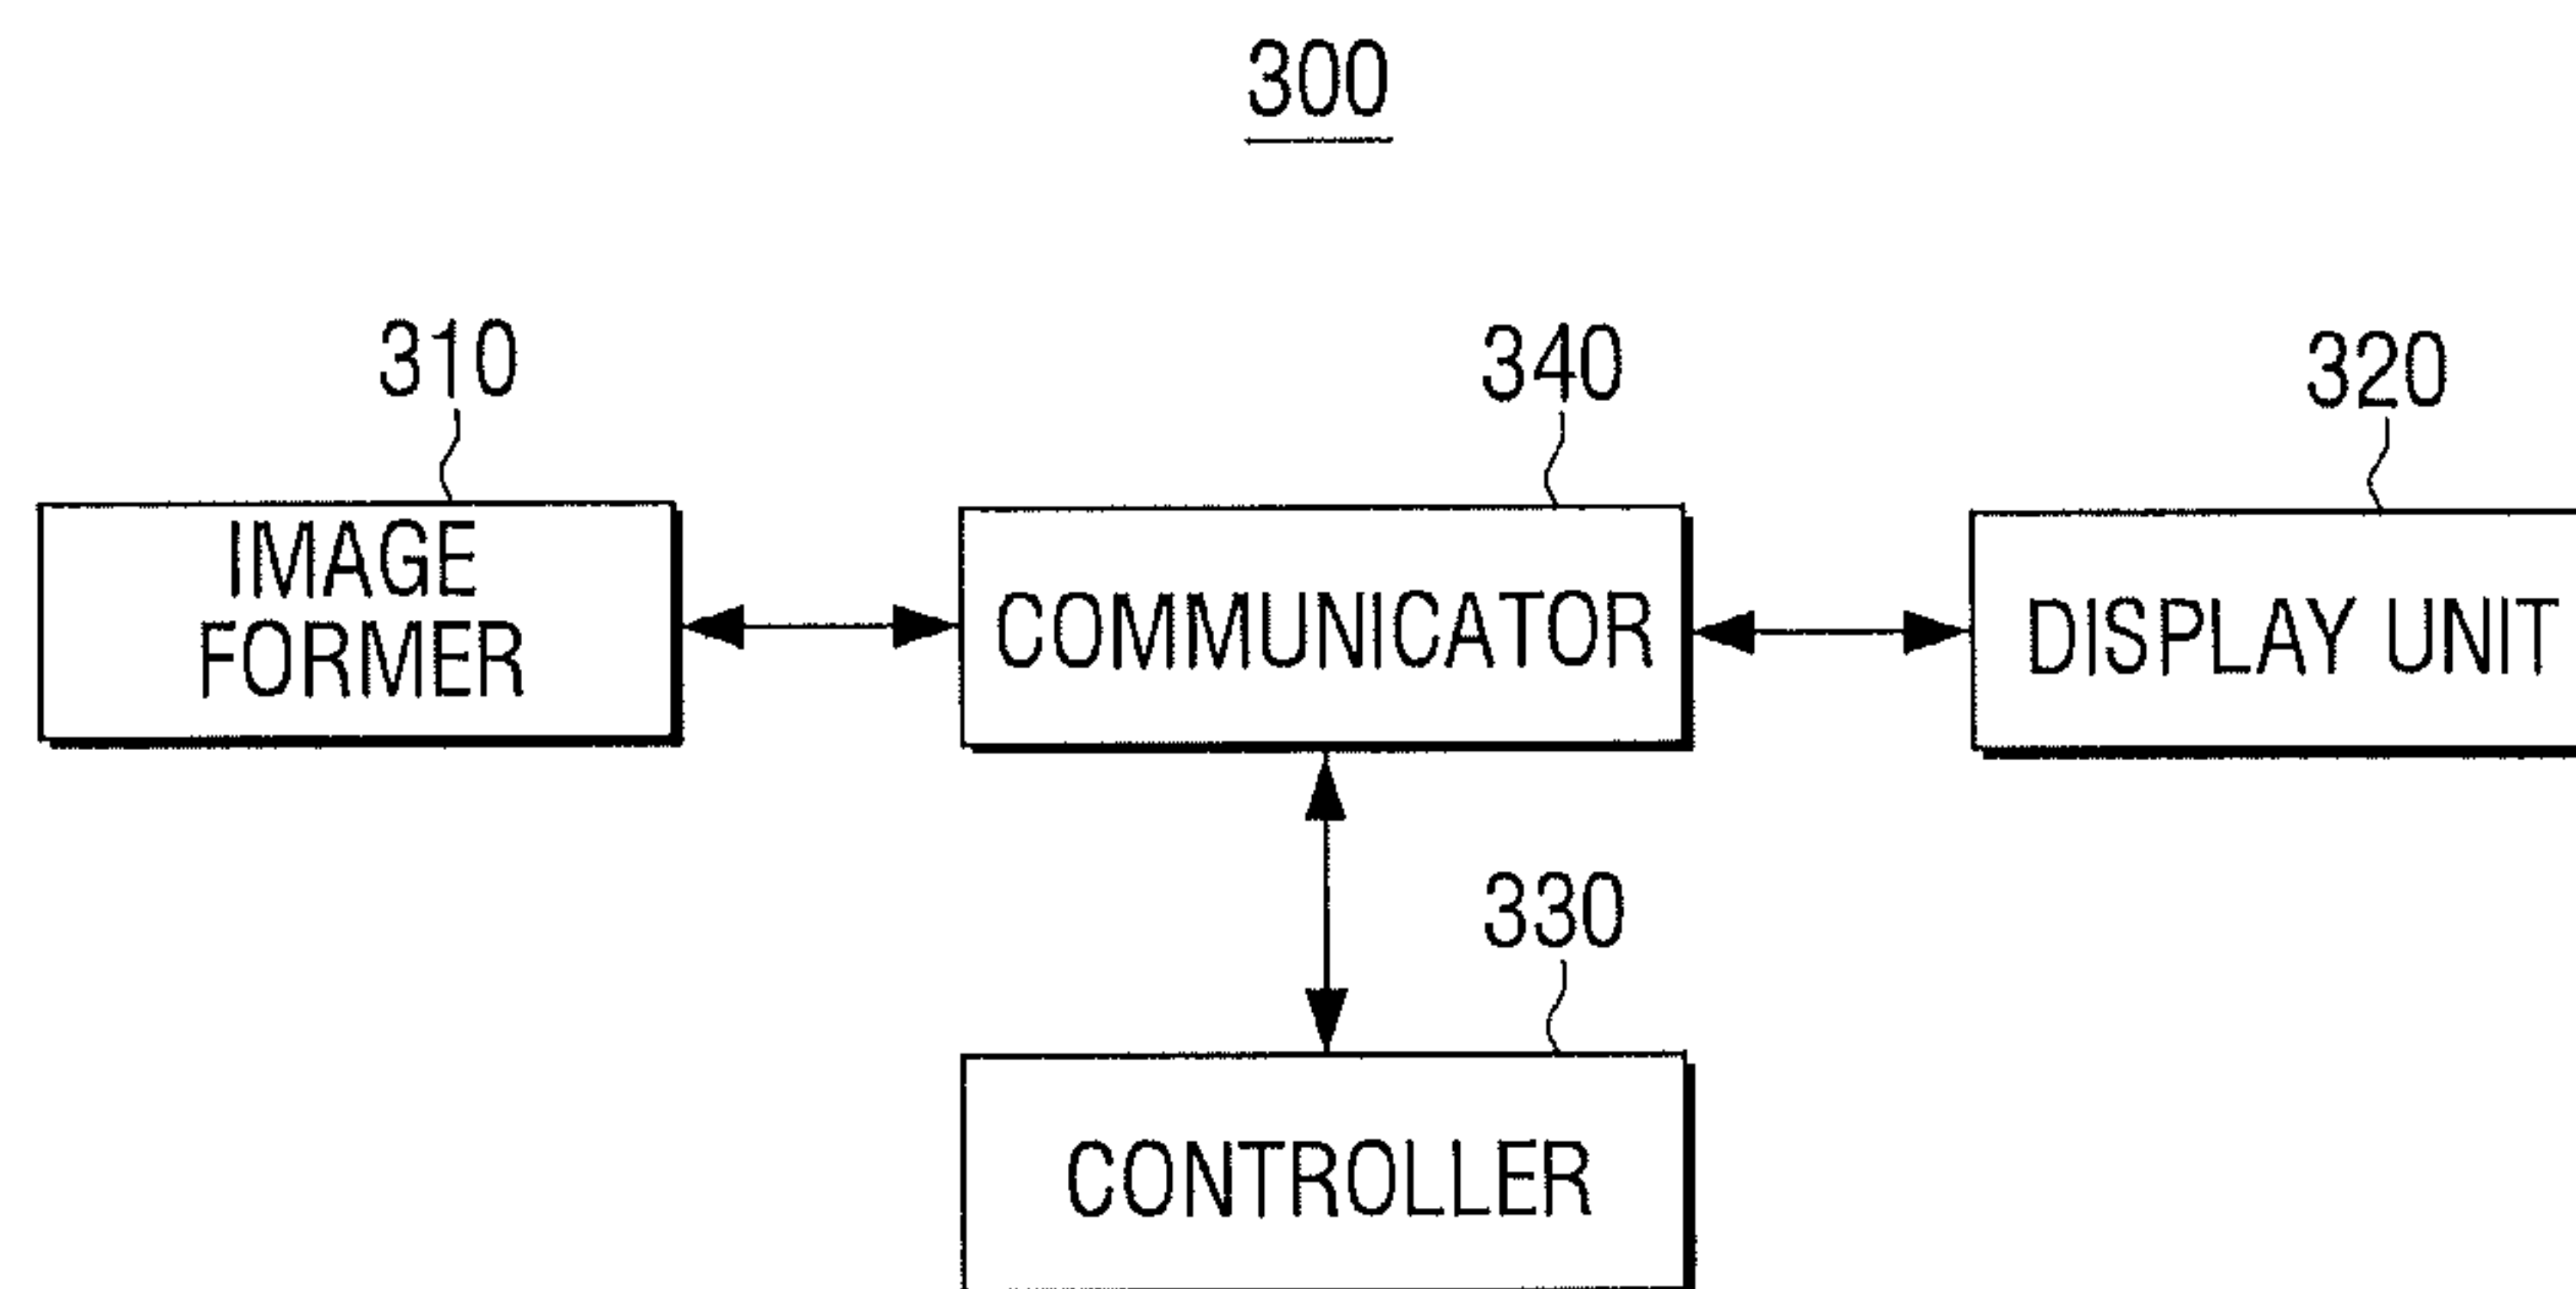 300
310
340
320
IMAGE
FORMER
COMMUNICATOR
DISPLAY UNIT
330
CONTROLLER